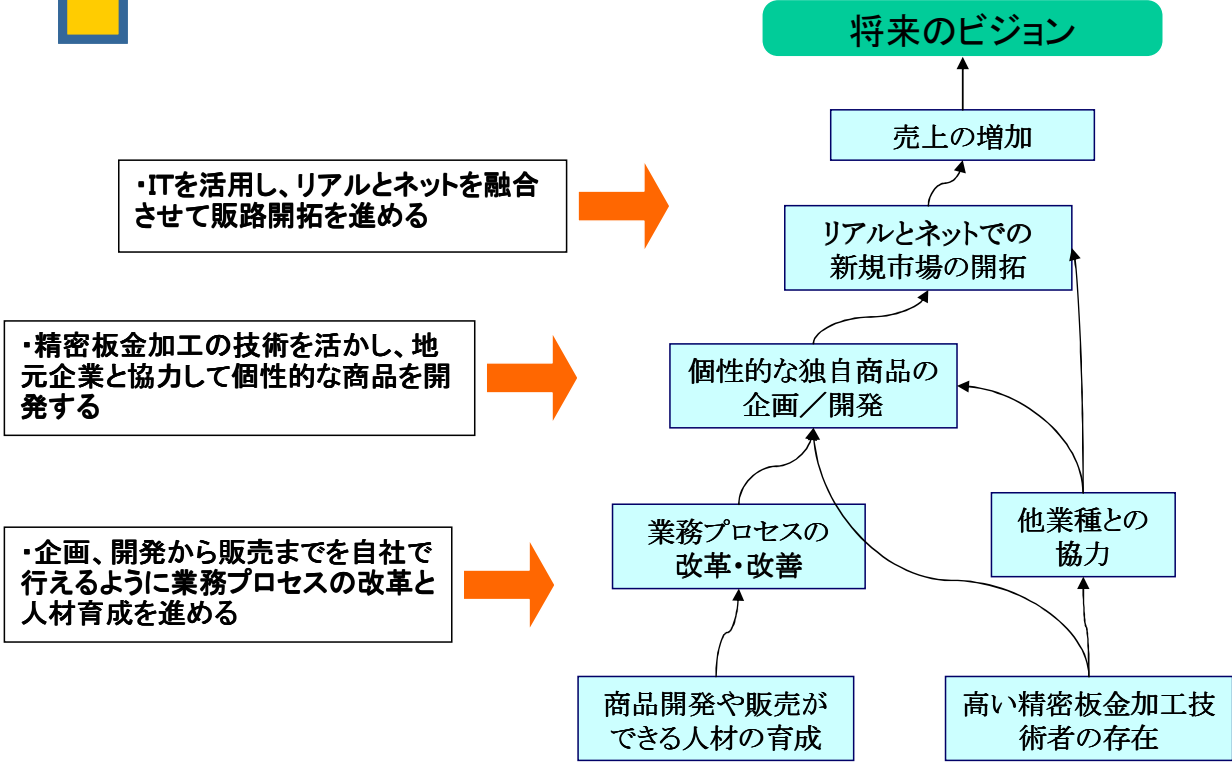 将来のビジョン
売上の増加
・ITを活用し、リアルとネットを融合
させて販路開拓を進める
リアルとネットでの
新規市場の開拓
・精密板金加工の技術を活かし、地
元企業と協力して個性的な商品を開
発する
個性的な独自商品の
企画／開発
・企画、開発から販売までを自社で
行えるように業務プロセスの改革と
人材育成を進める
業務プロセスの
改革・改善
他業種との
協力
商品開発や販売が
できる人材の育成
高い精密板金加工技
術者の存在